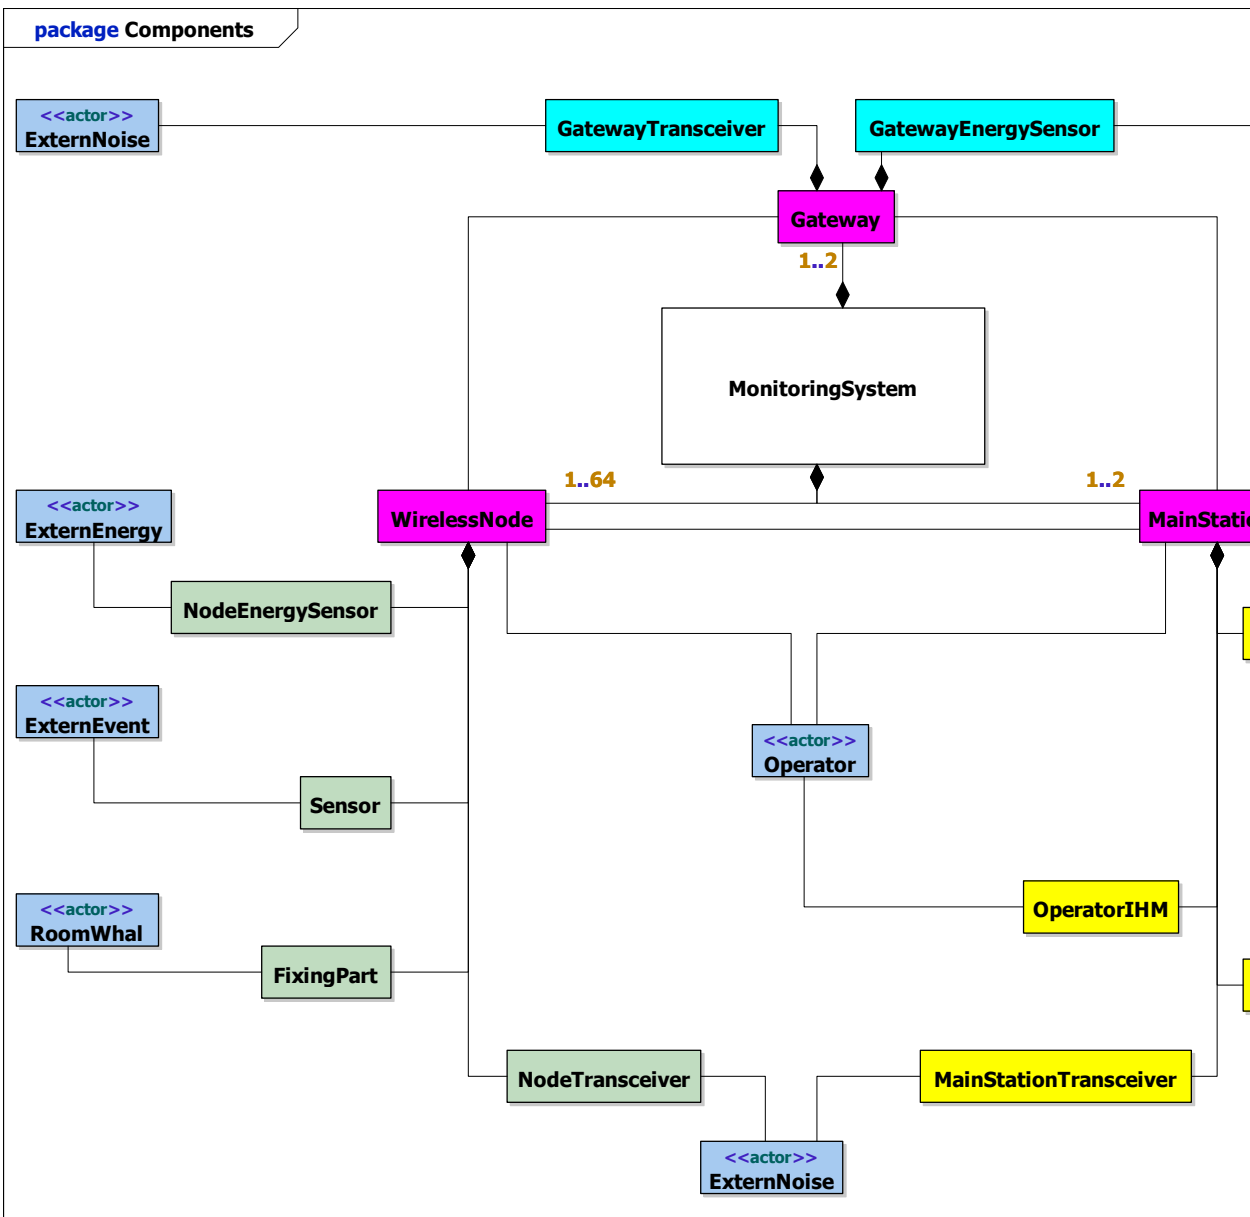 package Components
<<actor>>
ExternNoise
GatewayTransceiver
GatewayEnergySensor
Gateway
1..2
MonitoringSystem
1..64
1..2
<<actor>>
ExternEnergy
WirelessNode
MainStatio
NodeEnergySensor
<<actor>>
ExternEvent
<<actor>>
Operator
Sensor
<<actor>>
RoomWhal
OperatorIHM
FixingPart
NodeTransceiver
MainStationTransceiver
<<actor>>
ExternNoise